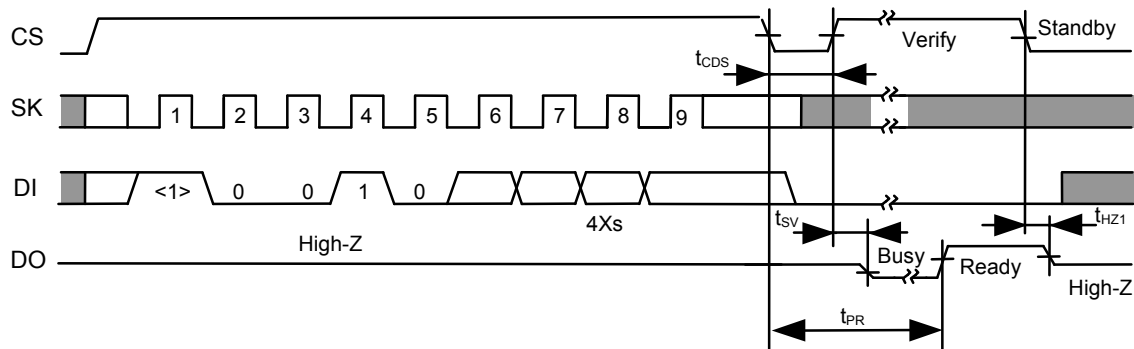 CS
Verify
Standby
tCDS
SK
1 2 3 4 5 6 7 8 9
DI
<1> 0 0 1 0
4Xs
tSV
tHZ1
High-Z
DO
Busy
Ready
High-Z
tPR